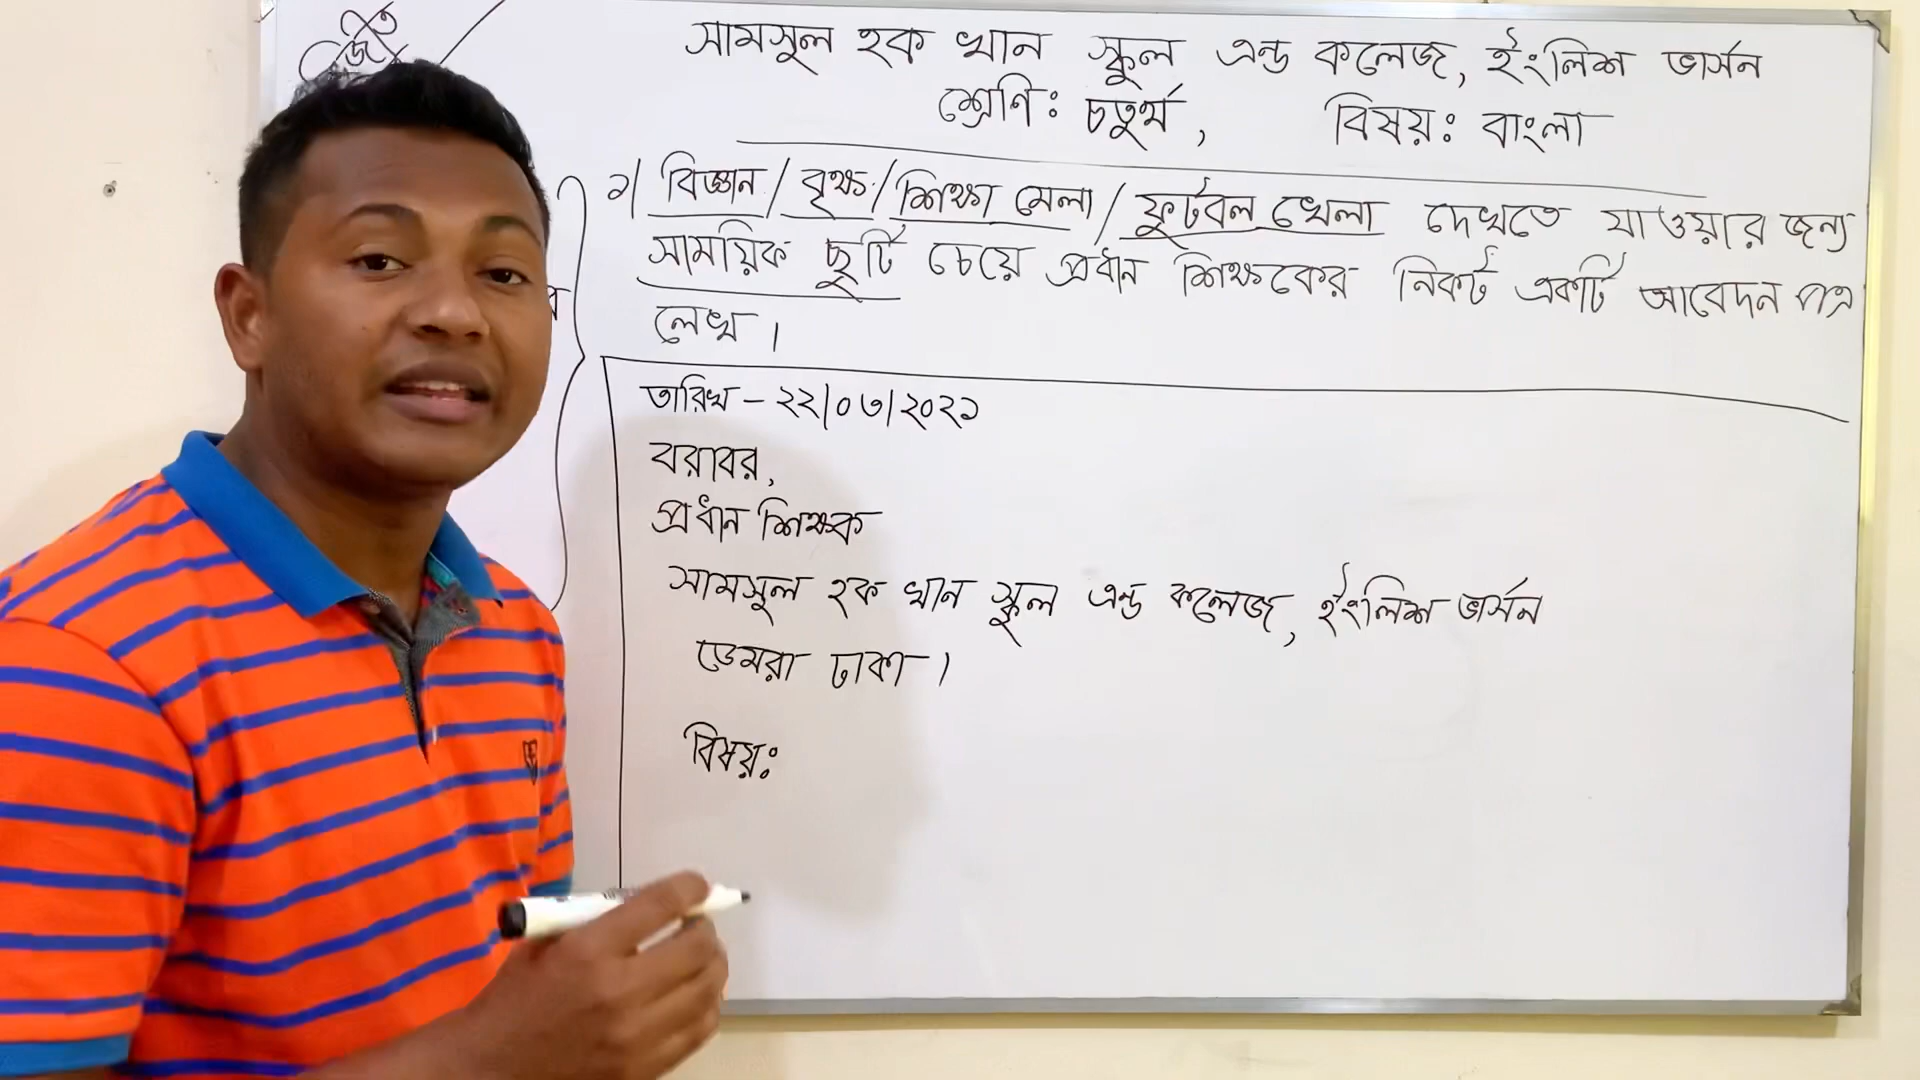 সামসুল হক খান স্কুল এন্ড কলেজ, ইংলিশ ভার্সন
শ্রেণিঃ চতুর্থ, বিষয়ঃ বাংলা
১| বিজ্ঞান/বৃক্ষ/শিক্ষা মেলা/ফুটবল খেলা দেখতে যাওয়ার জন্য
সাময়িক ছুটি চেয়ে প্রধান শিক্ষকের নিকট একটি আবেদন পত্র
লেখ।
তারিখ - ২২/০৩/২০২১
বরাবর,
প্রধান শিক্ষক
সামসুল হক খান স্কুল এন্ড কলেজ, ইংলিশ ভার্সন
ডেমরা ঢাকা।
বিষয়ঃ